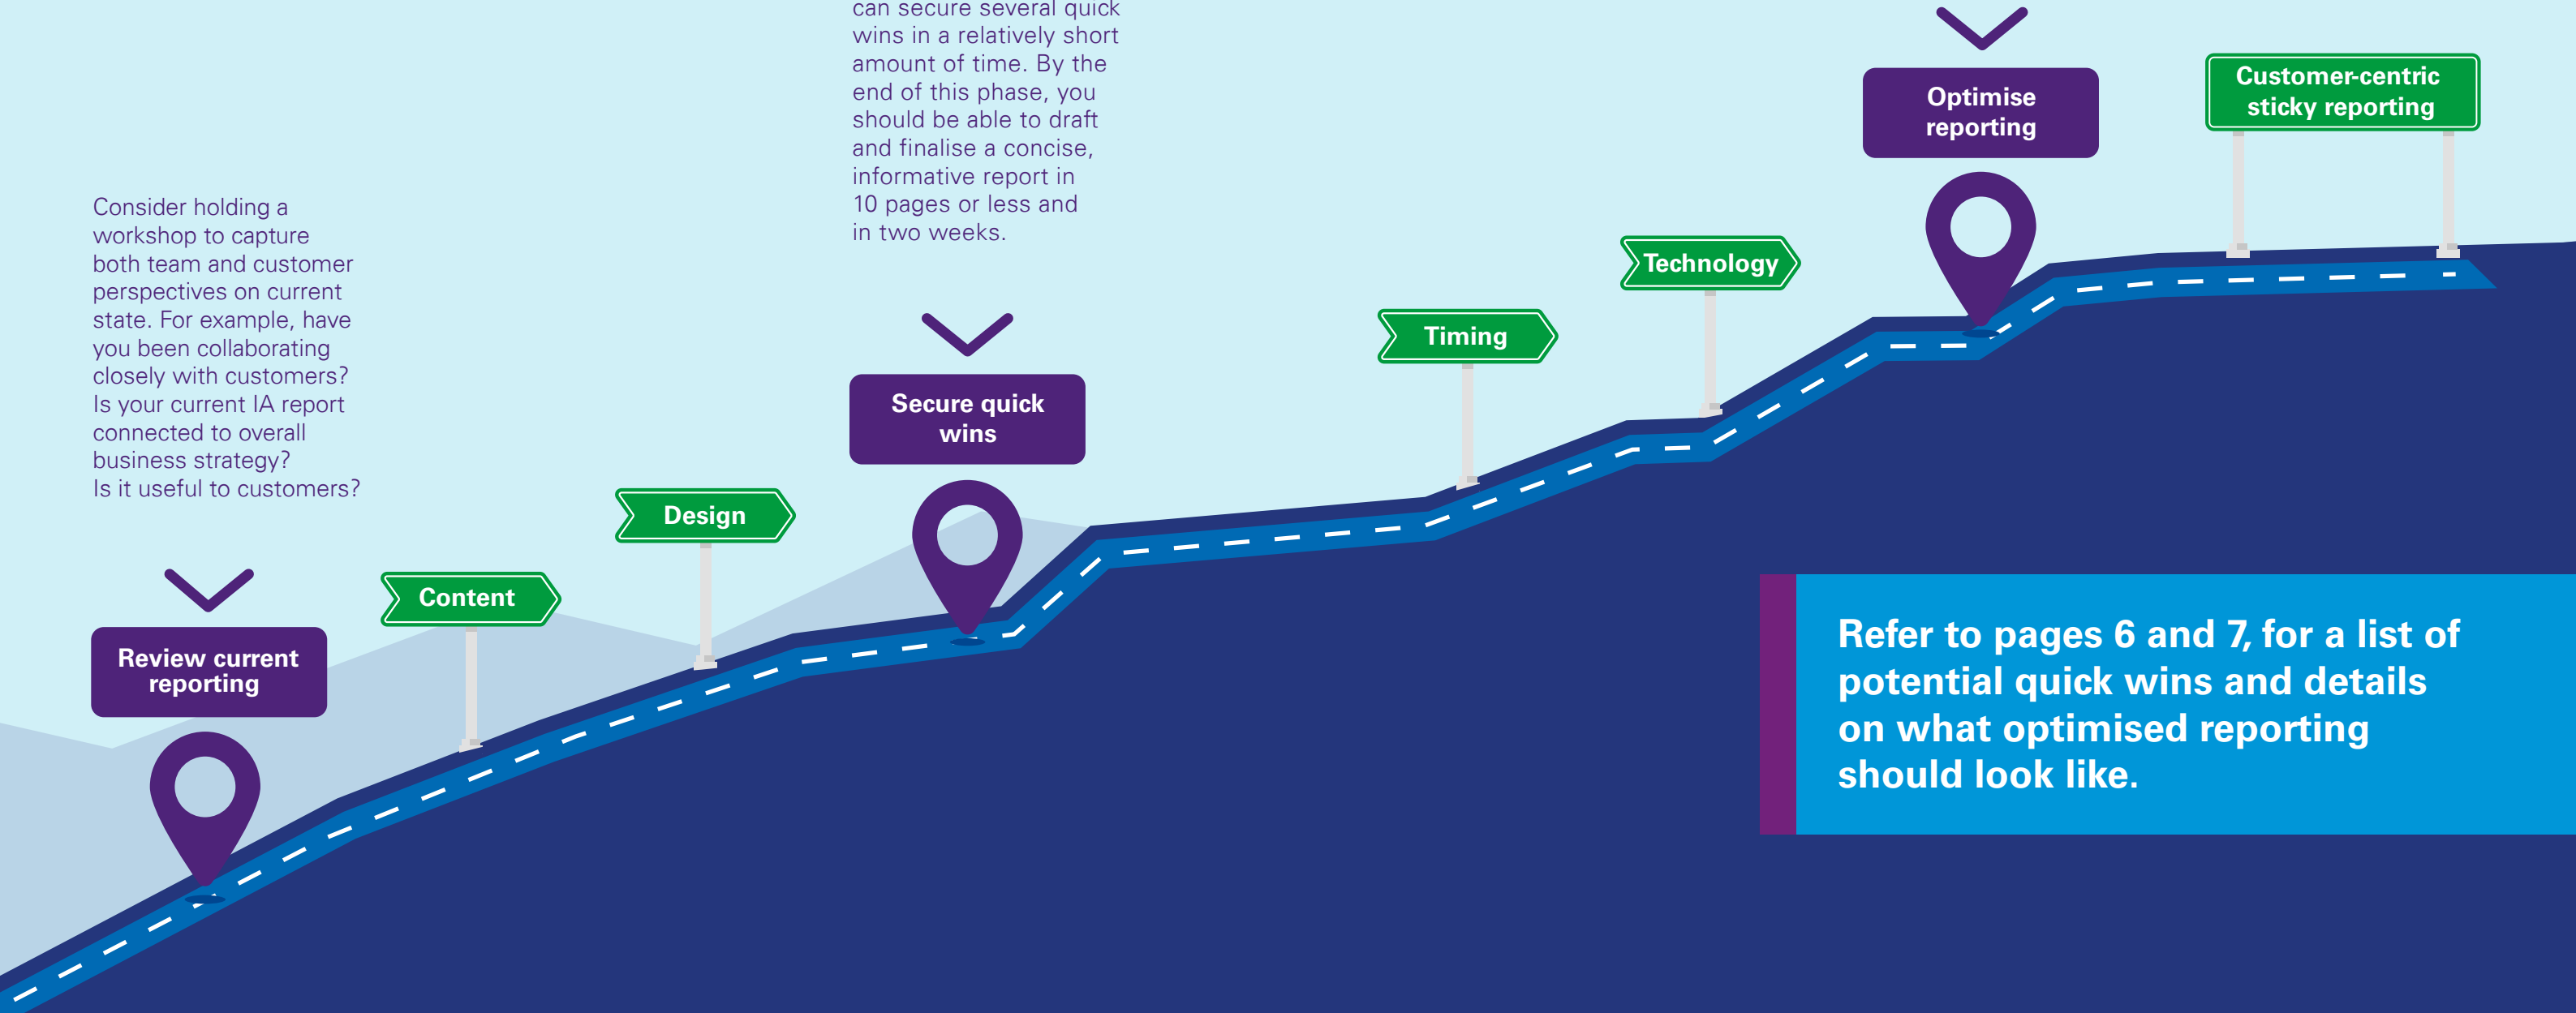 Consider holding a
workshop to capture
both team and customer
perspectives on current
state. For example, have
you been collaborating
closely with customers?
Is your current IA report
connected to overall
business strategy?
Is it useful to customers?
Review current
reporting
Content
Design
can secure several quick
wins in a relatively short
amount of time. By the
end of this phase, you
should be able to draft
and finalise a concise,
informative report in
10 pages or less and
in two weeks.
Secure quick
wins
Timing
Technology
Optimise
reporting
Customer-centric
sticky reporting
Refer to pages 6 and 7, for a list of
potential quick wins and details
on what optimised reporting
should look like.